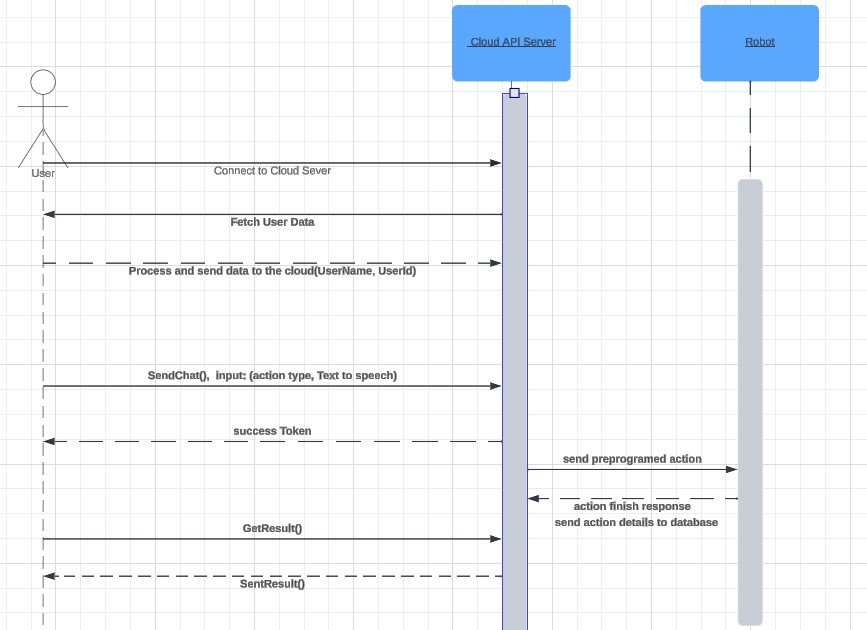 Cloud API Server
Robot
User
Connect to Cloud Sever
Fetch User Data
Process and send data to the cloud(UserName, UserId)
SendChat(), input: (action type, Text to speech)
success Token
send preprogramed action
action finish response
send action details to database
GetResult()
SentResult()